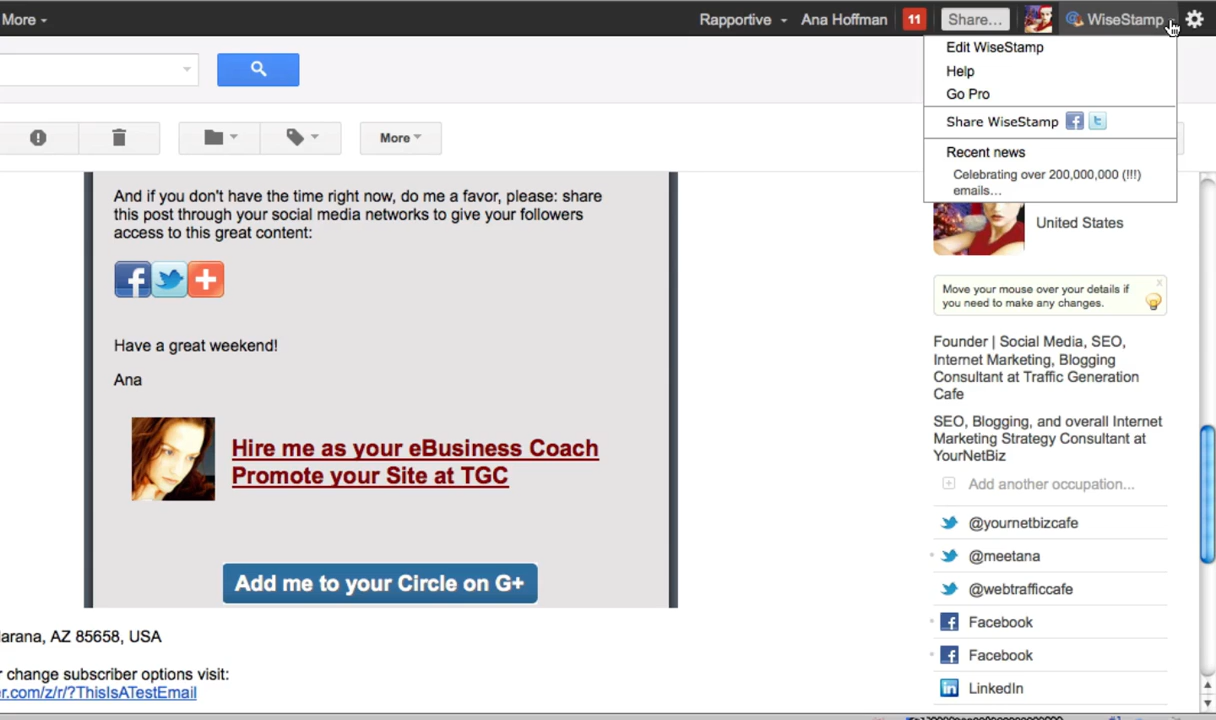 More
Rapportive
Ana Hoffman
11
Share...
WiseStamp
Edit WiseStamp
Help
Go Pro
Share WiseStamp
Recent news
Celebrating over 200,000,000 (!!!)
emails...
More
And if you don't have the time right now, do me a favor, please: share
this post through your social media networks to give your followers
access to this great content:
Have a great weekend!
Ana
Hire me as your eBusiness Coach
Promote your Site at TGC
Add me to your Circle on G+
arana, AZ 85658, USA
r change subscriber options visit:
er.com/z/r/?ThisIsATestEmail
United States
Move your mouse over your details if
you need to make any changes.
Founder | Social Media, SEO,
Internet Marketing, Blogging
Consultant at Traffic Generation
Cafe
SEO, Blogging, and overall Internet
Marketing Strategy Consultant at
YourNetBiz
Add another occupation...
@yournetbizcafe
@meetana
@webtrafficcafe
Facebook
Facebook
LinkedIn